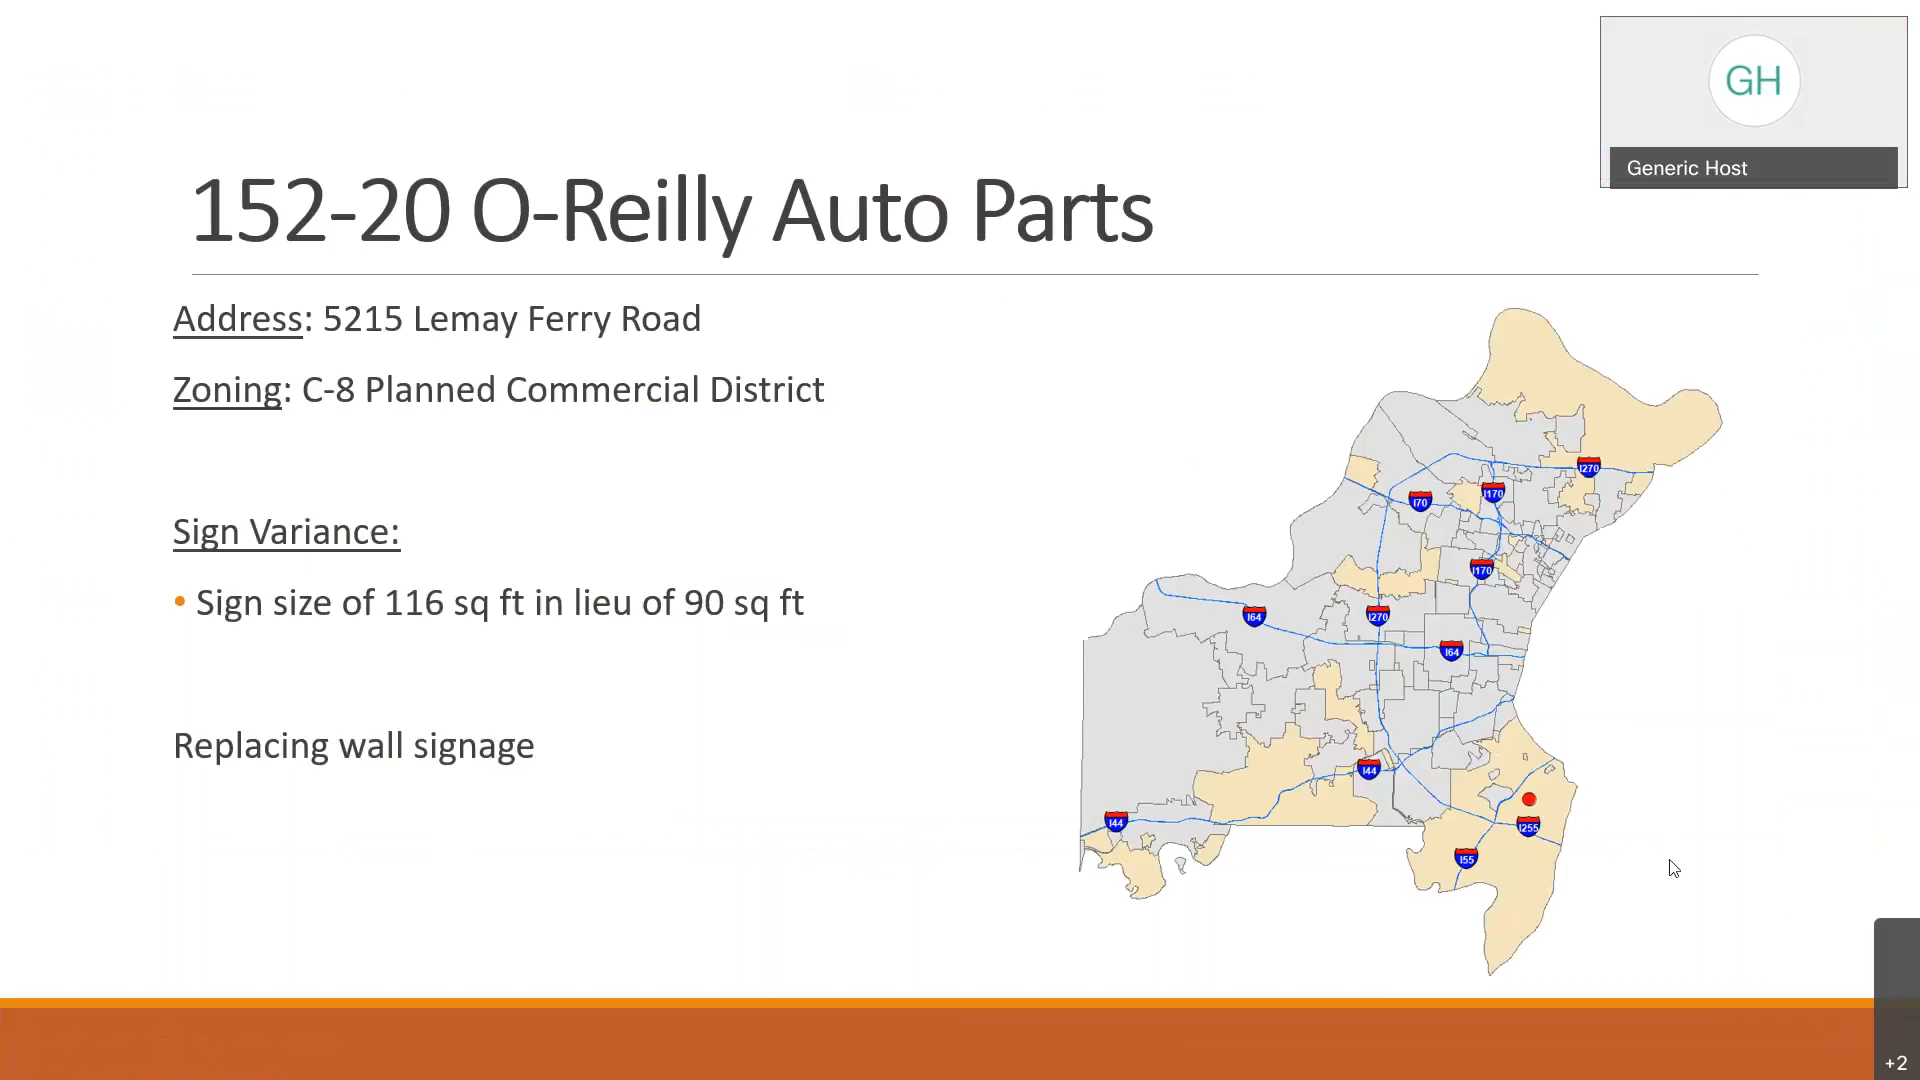 GH
Generic Host
152-20 O-Reilly Auto Parts
Address: 5215 Lemay Ferry Road
Zoning: C-8 Planned Commercial District
Sign Variance:
• Sign size of 116 sq ft in lieu of 90 sq ft
Replacing wall signage
I270
I70
I170
I170
I64
I270
I64
I44
I44
I255
I55
+2